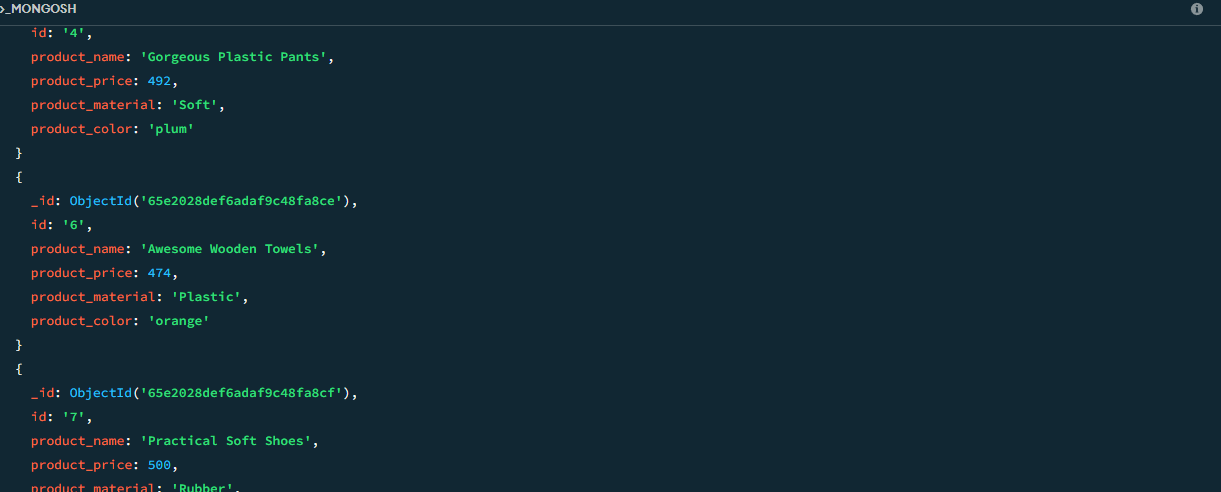 >_MONGOSH
id: '4',
product_name: 'Gorgeous Plastic Pants',
product_price: 492,
product_material: 'Soft',
product_color: 'plum'
}
{
_id: ObjectId('65e2028def6adaf9c48fa8ce'),
id: '6',
product_name: 'Awesome Wooden Towels',
product_price: 474,
product_material: 'Plastic',
product_color: 'orange'
}
{
_id: ObjectId('65e2028def6adaf9c48fa8cf'),
id: '7',
product_name: 'Practical Soft Shoes',
product_price: 500,
product_material: 'Rubber',